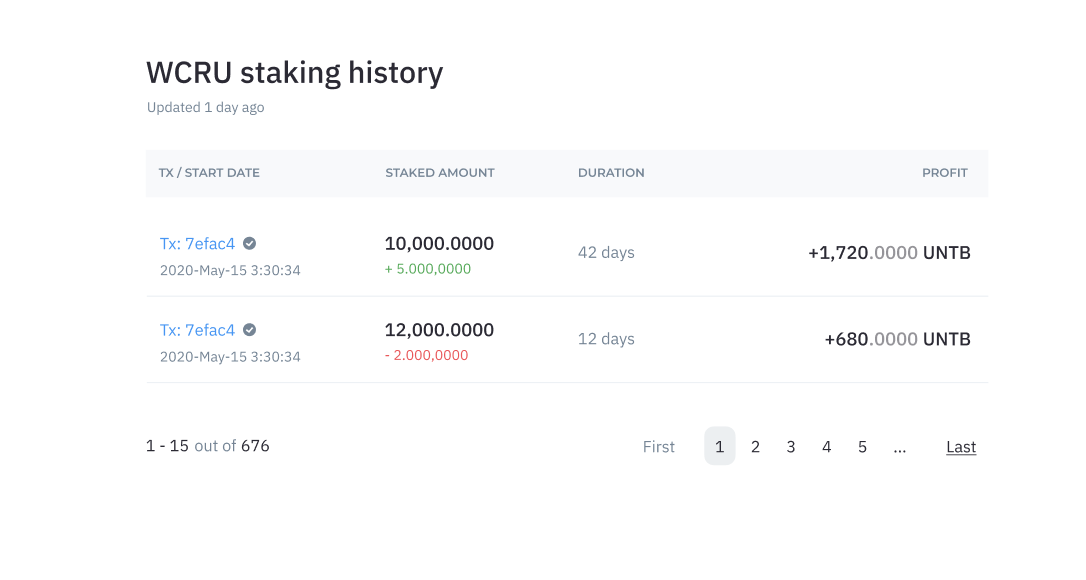 WCRU staking history
Updated 1 day ago
TX / START DATE STAKED AMOUNT DURATION PROFIT
Tx: 7efac4 10,000.0000 42 days +1,720.0000 UNTB
2020-May-15 3:30:34 + 5.000,0000
Tx: 7efac4 12,000.0000 12 days +680.0000 UNTB
2020-May-15 3:30:34 - 2.000,0000
1 - 15 out of 676 First 1 2 3 4 5 ... Last